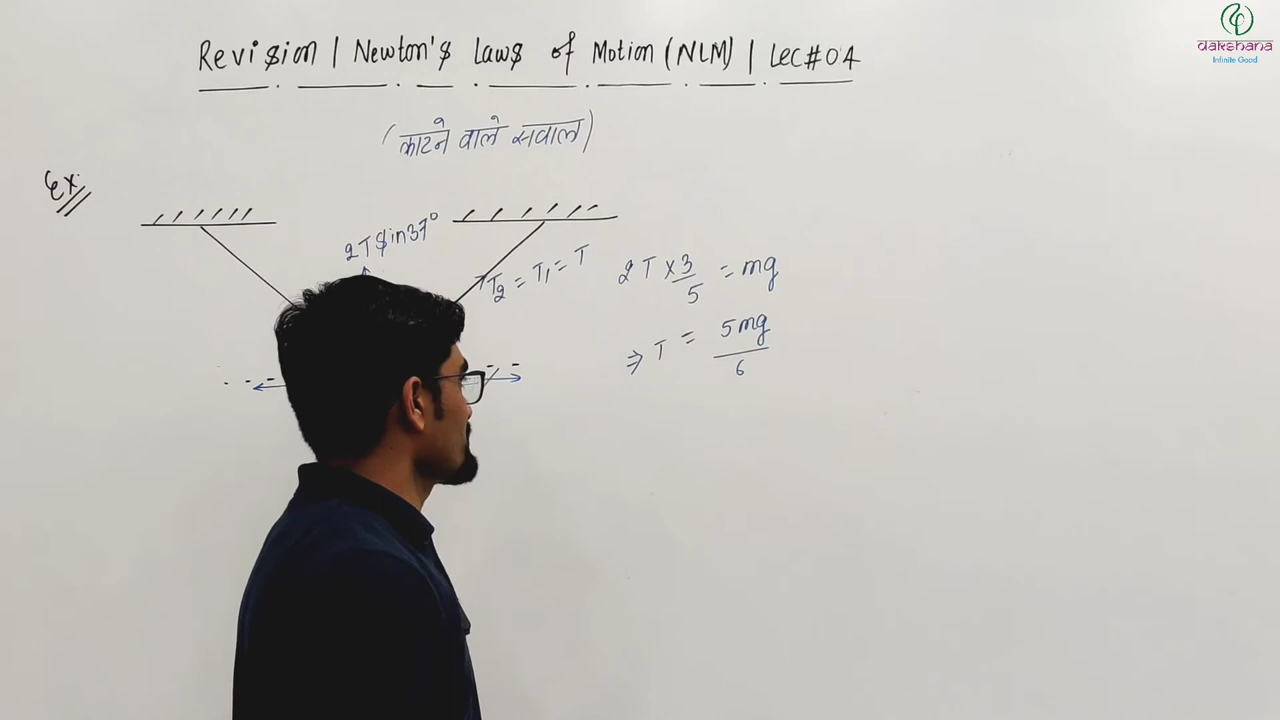 Revision | Newton's Laws of Motion (NLM) | Lec#04
(काटने वाले सवाल)
Ex
2T sin37°
T₂ = T₁ = T
2T × 3/5 = mg
⇒ T = 5mg/6
dakshana
Infinite Good